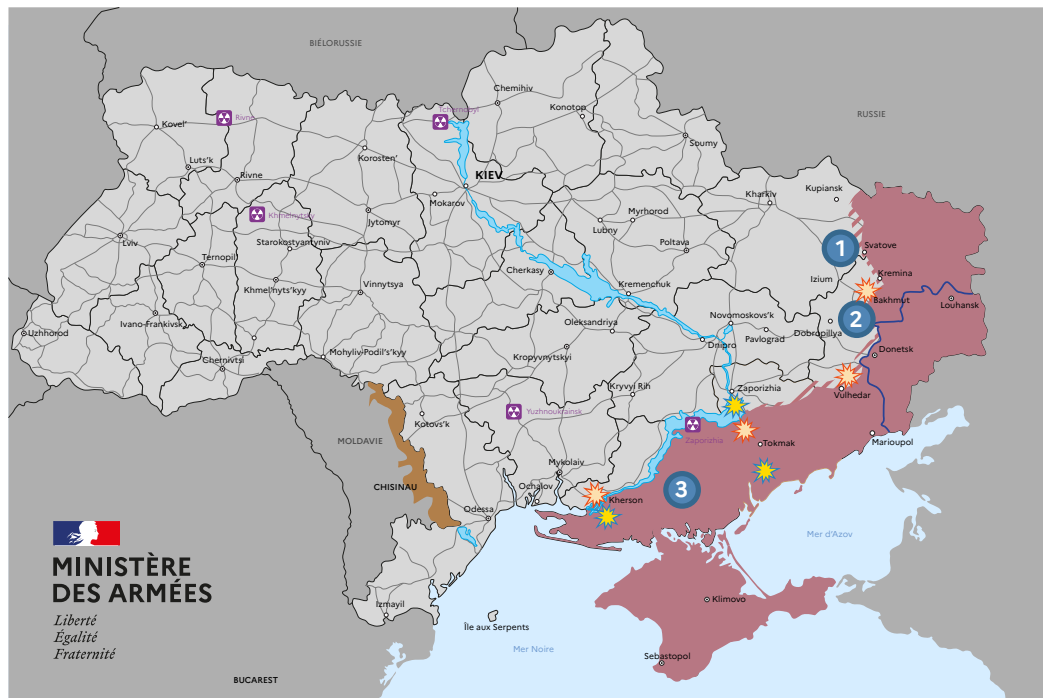 BIÉLORUSSIE
RUSSIE
Chemihiv
Konotop
Tchernobyl
Rivne
Kovel'
Soumy
Korosten'
Luts'k
KIEV
Rivne
Kupiansk
Kharkiv
Mokarov
Khmelnytsky
Jytomyr
Myrhorod
Lubny
Lviv
Starokostyantyniv
Poltava
1
Svatove
Ternopil
Cherkasy
Kremina
Izium
Khmel'nyts'kyy
Vinnytsya
Kremenchuk
Bakhmut
Louhansk
Ivano-Frankivsk
Oleksandriya
Novomoskovs'k
2
Uzhhorod
Pavlograd
Dobropillya
Dnipro
Mohyliv-Podil's'kyy
Kropyvnytskyi
Donetsk
Chernivtsi
Kryvyi Rih
Zaporizhia
Vulhedar
Yuzhnoukrainsk
Kotovs'k
Zaporizhia
Tokmak
Marioupol
MOLDAVIE
Mykolaiv
CHISINAU
Ochalov
3
Kherson
Odessa
Mer d'Azov
MINISTÈRE
DES ARMÉES
Liberté
Égalité
Fraternité
Izmayil
Île aux Serpents
Klimovo
Mer Noire
Sebastopol
BUCAREST